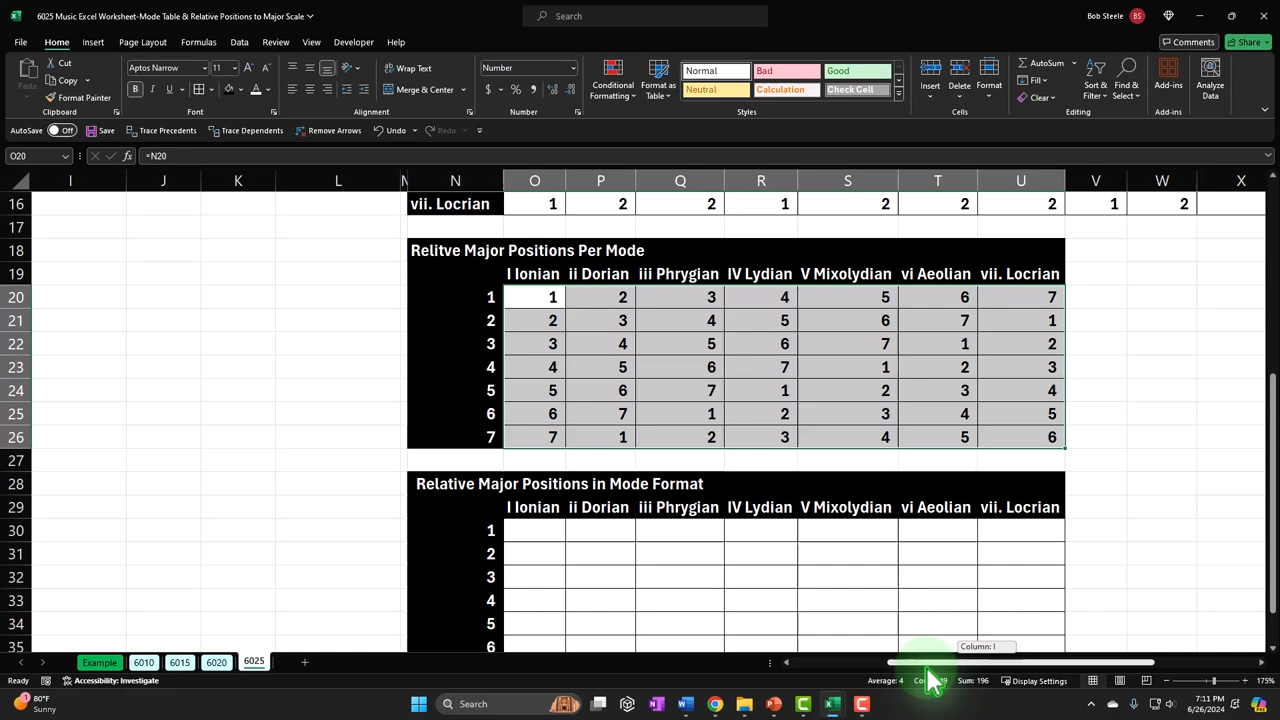 6025 Music Excel Worksheet-Mode Table & Relative Positions to Major Scale
Search
Bob Steele BS
File Home Insert Page Layout Formulas Data Review View Developer Help
Comments Share
Paste Cut Copy Format Painter Clipboard
Aptos Narrow 11 B I U Font
Wrap Text Merge & Center Alignment
Number $ % Number
Conditional Formatting Format as Table
Normal Bad Good
Neutral Calculation Check Cell
Styles
Insert Delete Format Cells
AutoSum Fill Clear Sort & Filter Find & Select Editing
Add-ins Add-ins
Analyze Data
AutoSave Off Save Trace Precedents Trace Dependents Remove Arrows Undo Redo
O20 fx =N20
I J K L M N O P Q R S T U V W X
16 vii. Locrian 1 2 2 1 2 2 2 1 2
17
18 Relitve Major Positions Per Mode
19 I Ionian ii Dorian iii Phrygian IV Lydian V Mixolydian vi Aeolian vii. Locrian
20 1 1 2 3 4 5 6 7
21 2 2 3 4 5 6 7 1
22 3 3 4 5 6 7 1 2
23 4 4 5 6 7 1 2 3
24 5 5 6 7 1 2 3 4
25 6 6 7 1 2 3 4 5
26 7 7 1 2 3 4 5 6
27
28 Relative Major Positions in Mode Format
29 I Ionian ii Dorian iii Phrygian IV Lydian V Mixolydian vi Aeolian vii. Locrian
30 1
31 2
32 3
33 4
34 5
35 6
Column: I
Example 6010 6015 6020 6025
Ready Accessibility: Investigate Average: 4 Sum: 196 Display Settings 175%
80°F
Sunny
Search
7:11 PM
6/26/2024